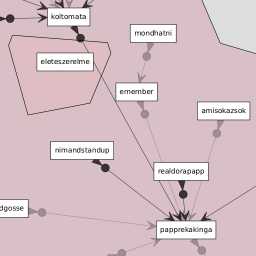 koltomata
mondhatni
eleteszerelme
emember
amisokazsok
nimandstandup
realdorapapp
dgosse
papprekakinga